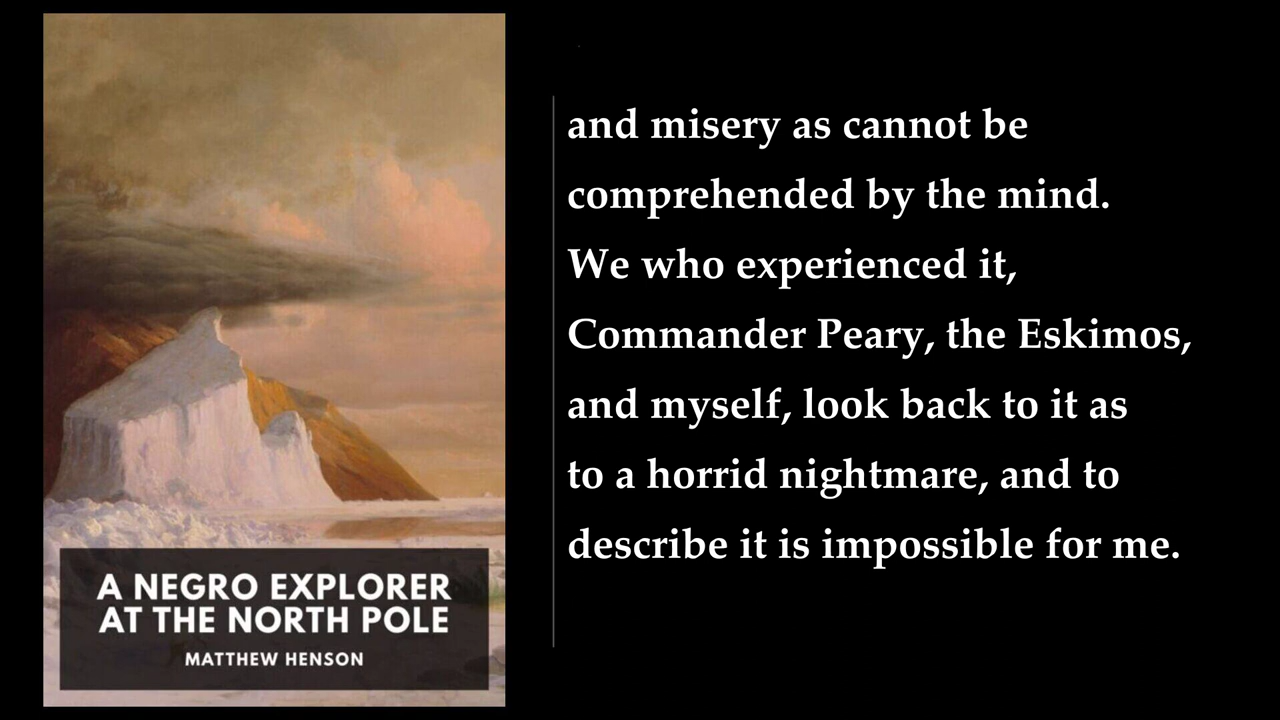 A NEGRO EXPLORER
AT THE NORTH POLE
MATTHEW HENSON
and misery as cannot be
comprehended by the mind.
We who experienced it,
Commander Peary, the Eskimos,
and myself, look back to it as
to a horrid nightmare, and to
describe it is impossible for me.